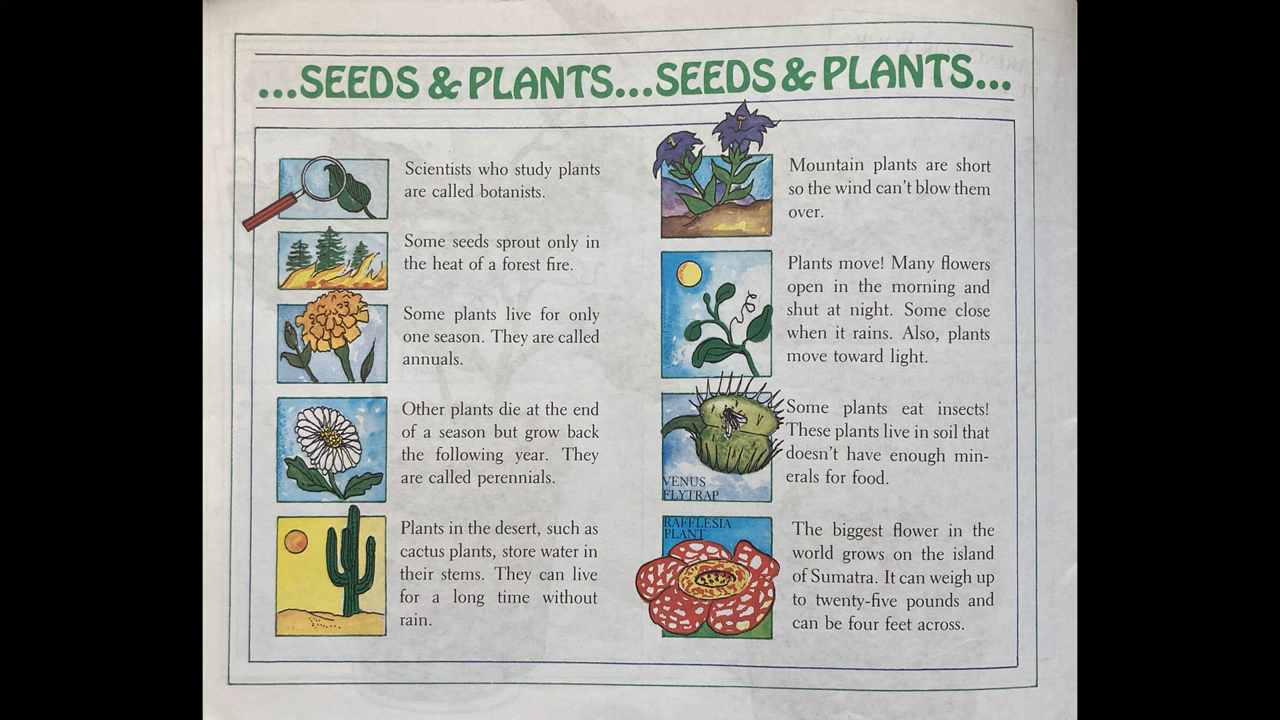 ...SEEDS & PLANTS...SEEDS & PLANTS...
Scientists who study plants
are called botanists.
Some seeds sprout only in
the heat of a forest fire.
Some plants live for only
one season. They are called
annuals.
Other plants die at the end
of a season but grow back
the following year. They
are called perennials.
Plants in the desert, such as
cactus plants, store water in
their stems. They can live
for a long time without
rain.
Mountain plants are short
so the wind can't blow them
over.
Plants move! Many flowers
open in the morning and
shut at night. Some close
when it rains. Also, plants
move toward light.
VENUS
FLYTRAP
Some plants eat insects!
These plants live in soil that
doesn't have enough min-
erals for food.
RAFFLESIA
PLANT
The biggest flower in the
world grows on the island
of Sumatra. It can weigh up
to twenty-five pounds and
can be four feet across.